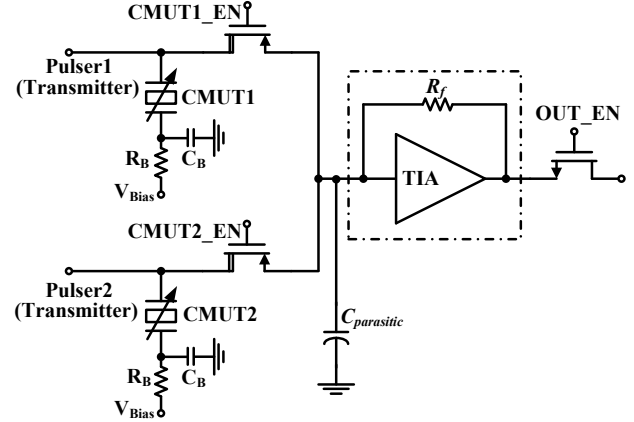 CMUT1_EN
Pulser1
(Transmitter)
CMUT1
R_B
C_B
V_Bias
R_f
TIA
OUT_EN
CMUT2_EN
Pulser2
(Transmitter)
CMUT2
R_B
C_B
V_Bias
C_parasitic